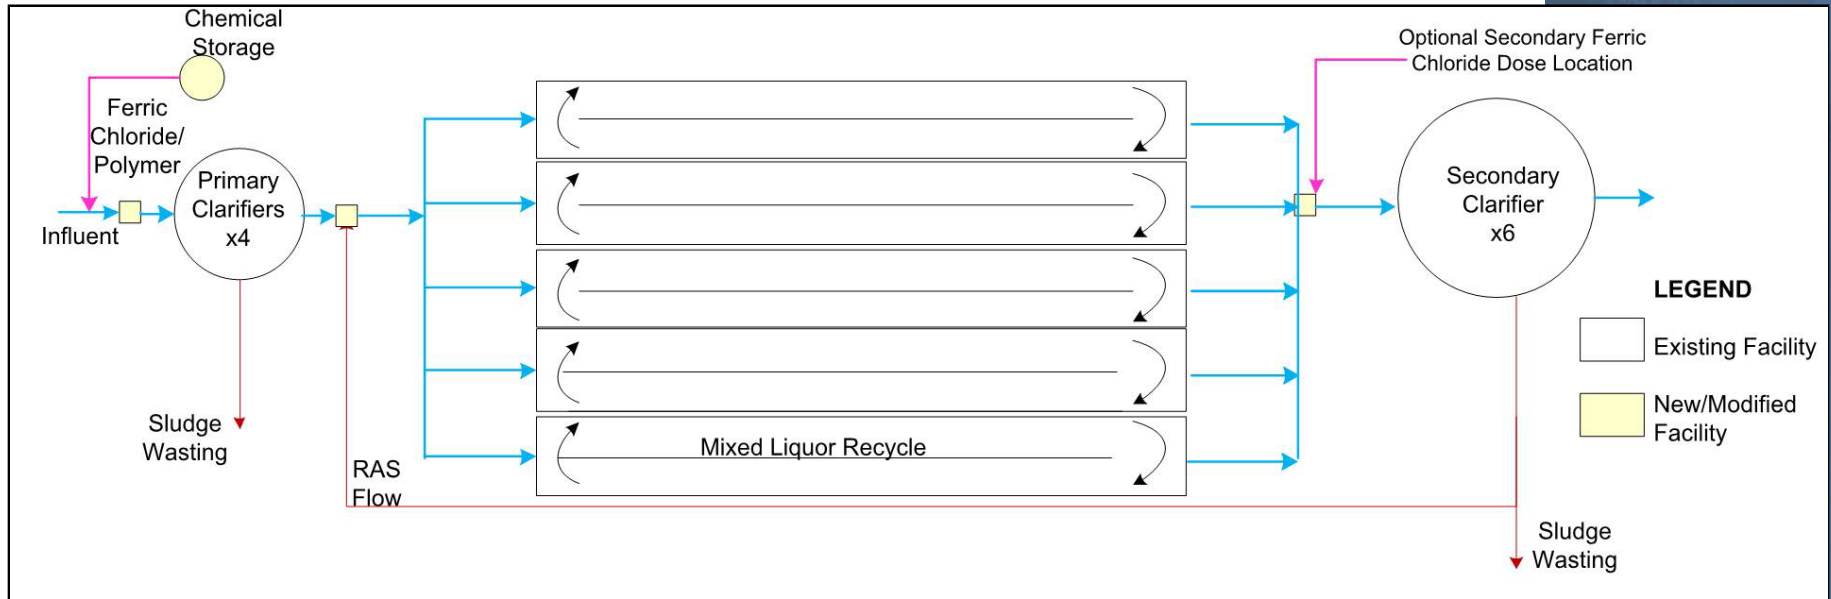 Chemical
Storage
Ferric
Chloride/
Polymer
Influent
Primary
Clarifiers
x4
Sludge
Wasting
RAS
Flow
Mixed Liquor Recycle
Optional Secondary Ferric
Chloride Dose Location
Secondary
Clarifier
x6
Sludge
Wasting
LEGEND
Existing Facility
New/Modified
Facility